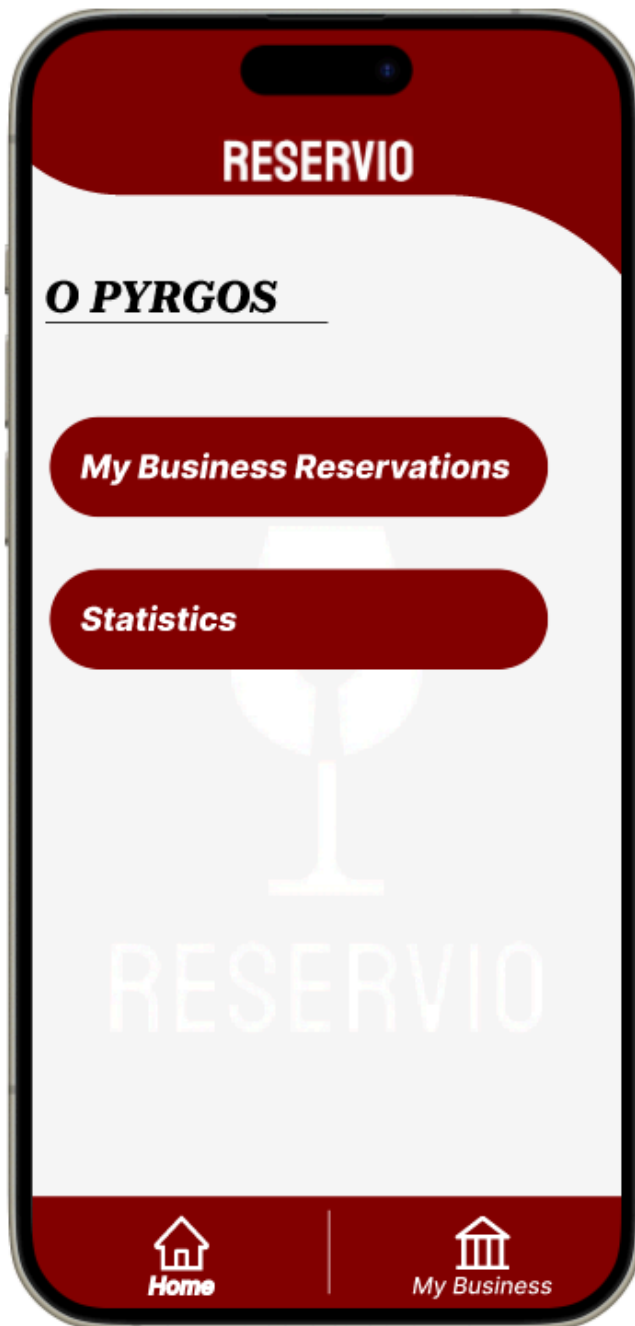 RESERVIO
O PYRGOS
My Business Reservations
Statistics
RESERVIO
Home
My Business